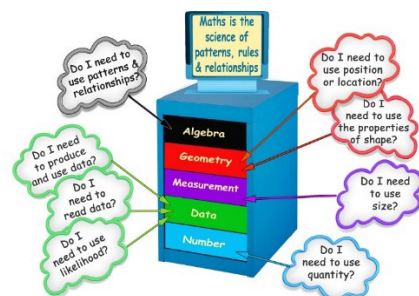 Maths is the
science of
patterns, rules
& relationships
Do I need to
use patterns &
relationships?
Do I need to
use position
or location?
Do I
need to use
the properties
of shape?
Algebra
Geometry
Measurement
Data
Number
Do I need
to produce
and use data?
Do I
need to
read data?
Do I
need to use
likelihood?
Do I
need to use
size?
Do I
need to use
quantity?